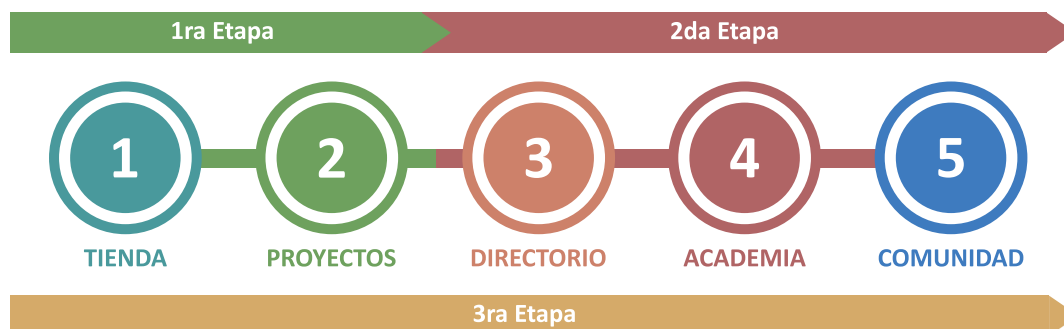 1ra Etapa
2da Etapa
1
2
3
4
5
TIENDA
PROYECTOS
DIRECTORIO
ACADEMIA
COMUNIDAD
3ra Etapa